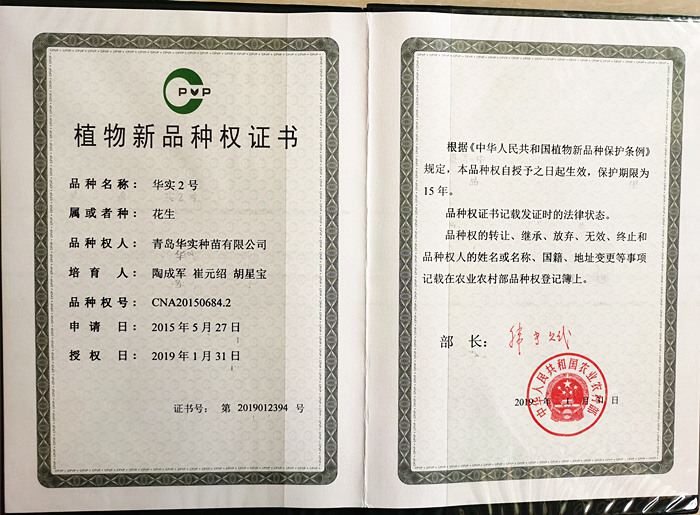 PVP
植物新品种权证书
品种名称：华实2号
属或者种：花生
品种权人：青岛华实种苗有限公司
培育人：陶成军 崔元绍 胡星宝
品种权号：CNA20150684.2
申请日：2015年5月27日
授权日：2019年1月31日
证书号：第 2019012394 号
根据《中华人民共和国植物新品种保护条例》
规定，本品种权自授予之日起生效，保护期限为
15年。
品种权证书记载发证时的法律状态。
品种权的转让、继承、放弃、无效、终止和
品种权人的姓名或名称、国籍、地址变更等事项
记载在农业农村部品种权登记簿上。
部长：
中华人民共和国农业农村部
2019年1月31日